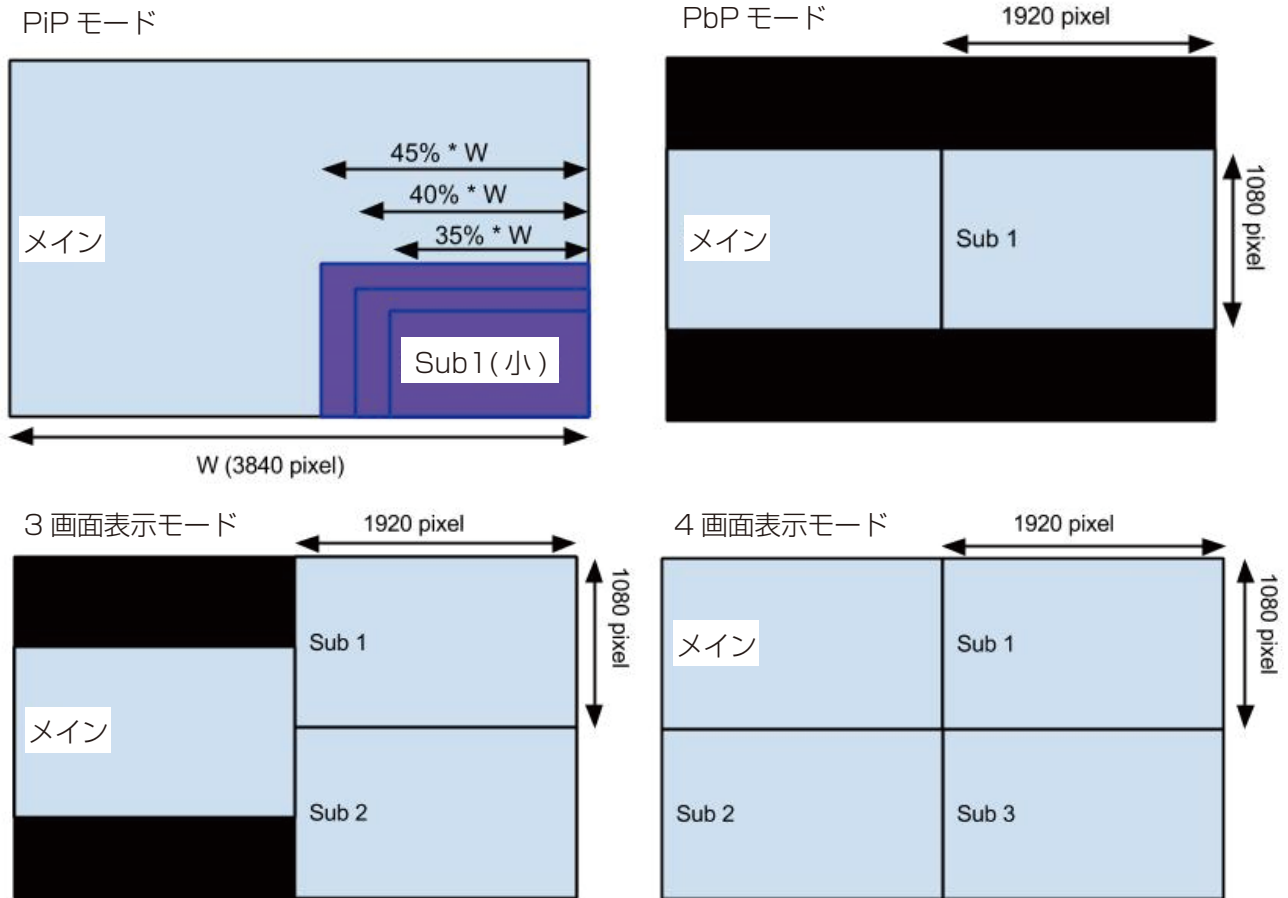 PiP モード
45% * W
40% * W
35% * W
メイン
Sub1(小)
W (3840 pixel)
PbP モード
1920 pixel
メイン
Sub 1
1080 pixel
3 画面表示モード
1920 pixel
Sub 1
1080 pixel
メイン
Sub 2
4 画面表示モード
1920 pixel
メイン
Sub 1
1080 pixel
Sub 2
Sub 3